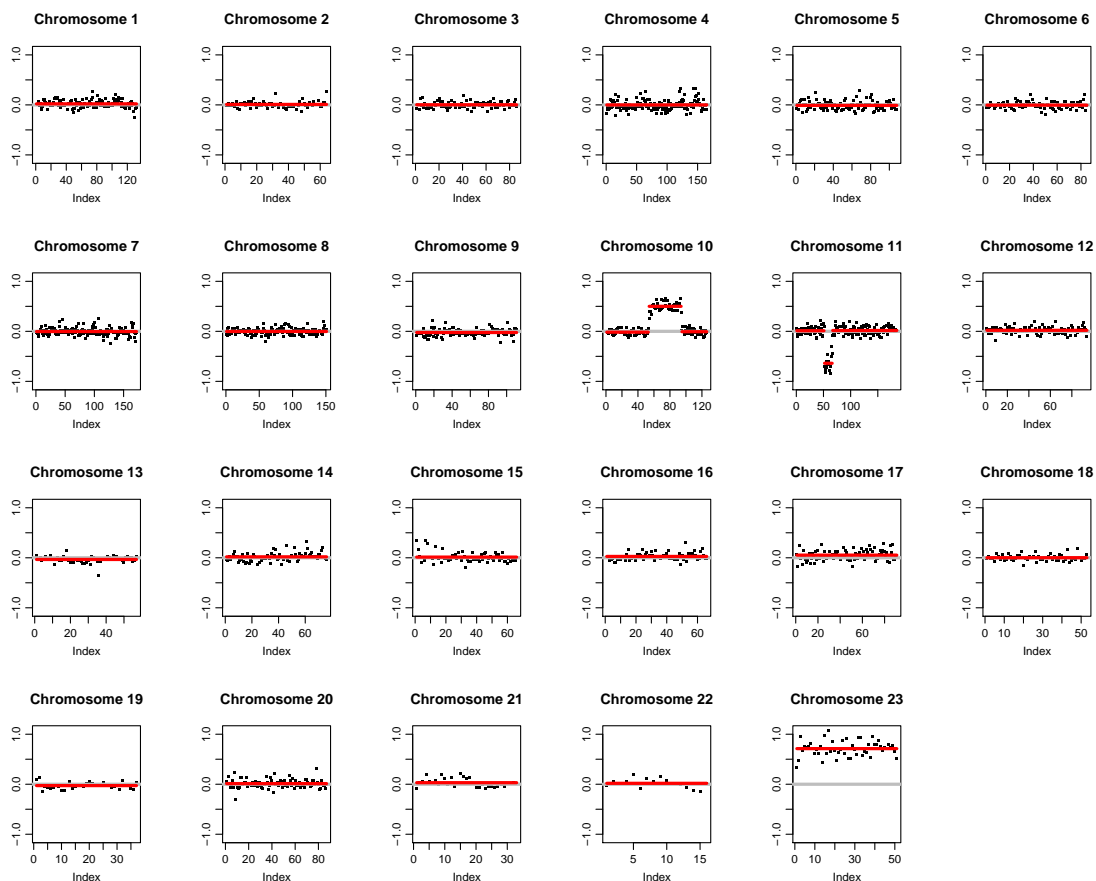 Chromosome 1 Chromosome 2 Chromosome 3 Chromosome 4 Chromosome 5 Chromosome 6
1.0 1.0 1.0 1.0 1.0 1.0
0.0 0.0 0.0 0.0 0.0 0.0
−1.0 −1.0 −1.0 −1.0 −1.0 −1.0
0 40 80 120 0 20 40 60 0 20 40 60 80 0 50 100 150 0 40 80 0 20 40 60 80
Index Index Index Index Index Index
Chromosome 7 Chromosome 8 Chromosome 9 Chromosome 10 Chromosome 11 Chromosome 12
1.0 1.0 1.0 1.0 1.0 1.0
0.0 0.0 0.0 0.0 0.0 0.0
−1.0 −1.0 −1.0 −1.0 −1.0 −1.0
0 50 100 150 0 50 100 150 0 40 80 0 40 80 120 0 50 100 0 20 60
Index Index Index Index Index Index
Chromosome 13 Chromosome 14 Chromosome 15 Chromosome 16 Chromosome 17 Chromosome 18
1.0 1.0 1.0 1.0 1.0 1.0
0.0 0.0 0.0 0.0 0.0 0.0
−1.0 −1.0 −1.0 −1.0 −1.0 −1.0
0 20 40 0 20 40 60 0 20 40 60 0 20 40 60 0 20 60 0 10 30 50
Index Index Index Index Index Index
Chromosome 19 Chromosome 20 Chromosome 21 Chromosome 22 Chromosome 23
1.0 1.0 1.0 1.0 1.0
0.0 0.0 0.0 0.0 0.0
−1.0 −1.0 −1.0 −1.0 −1.0
0 10 20 30 0 20 40 60 80 0 10 20 30 5 10 15 0 10 30 50
Index Index Index Index Index